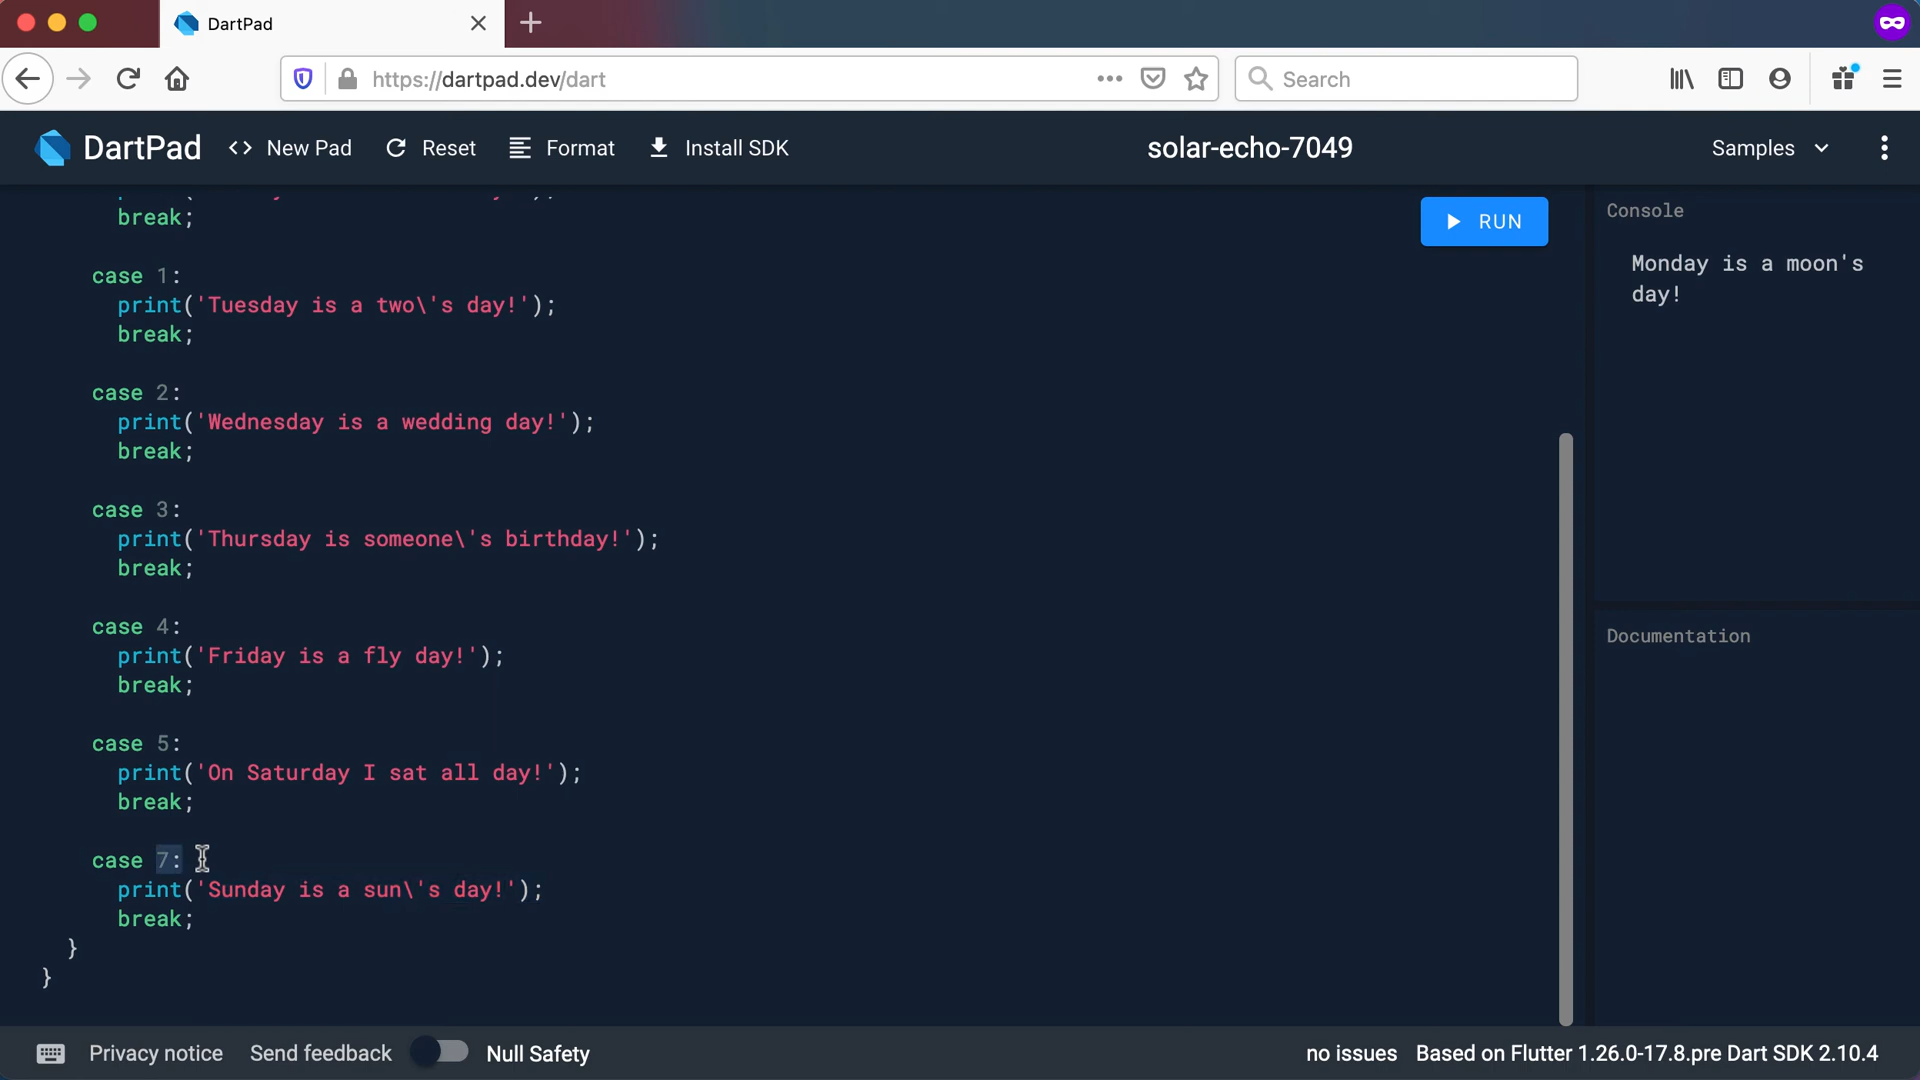 DartPad
https://dartpad.dev/dart
Search
DartPad
New Pad
Reset
Format
Install SDK
solar-echo-7049
Samples
break;
case 1:
print('Tuesday is a two\'s day!');
break;
case 2:
print('Wednesday is a wedding day!');
break;
case 3:
print('Thursday is someone\'s birthday!');
break;
case 4:
print('Friday is a fly day!');
break;
case 5:
print('On Saturday I sat all day!');
break;
case 7:
print('Sunday is a sun\'s day!');
break;
}
}
RUN
Console
Monday is a moon's
day!
Documentation
Privacy notice
Send feedback
Null Safety
no issues
Based on Flutter 1.26.0-17.8.pre Dart SDK 2.10.4